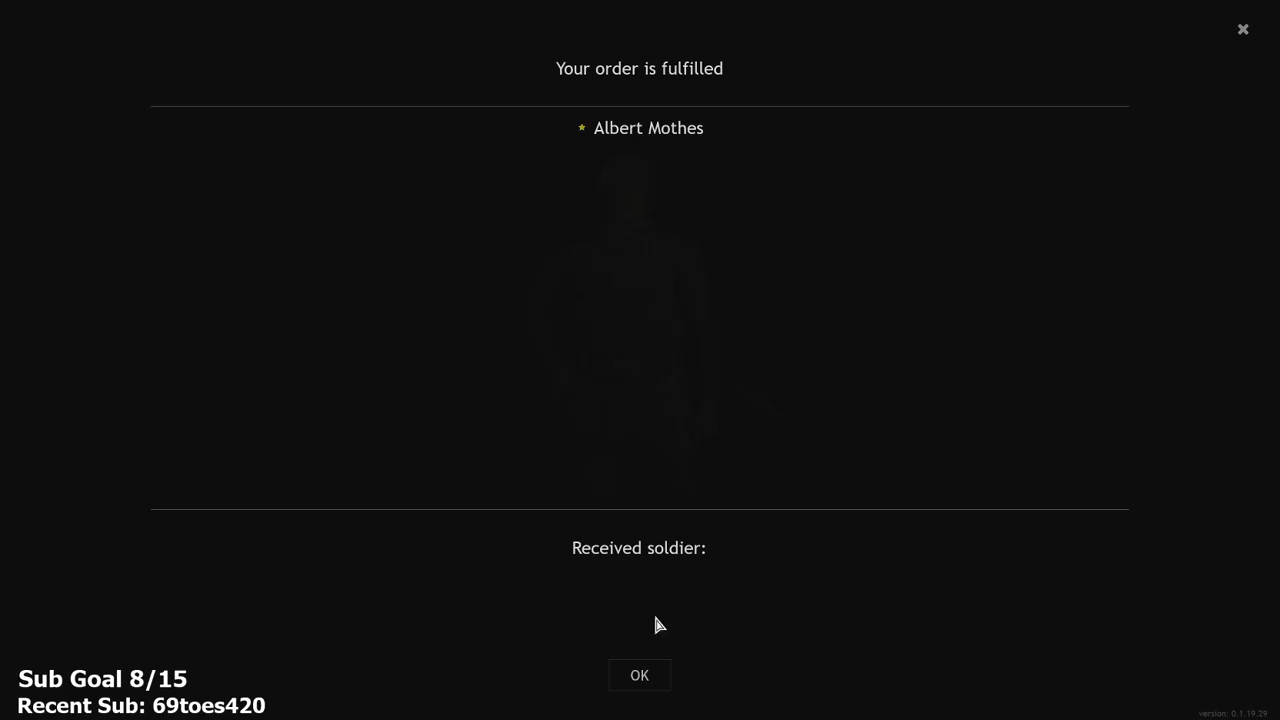 Your order is fulfilled
Albert Mothes
Received soldier:
OK
Sub Goal 8/15
Recent Sub: 69toes420
version: 0.1.19.29